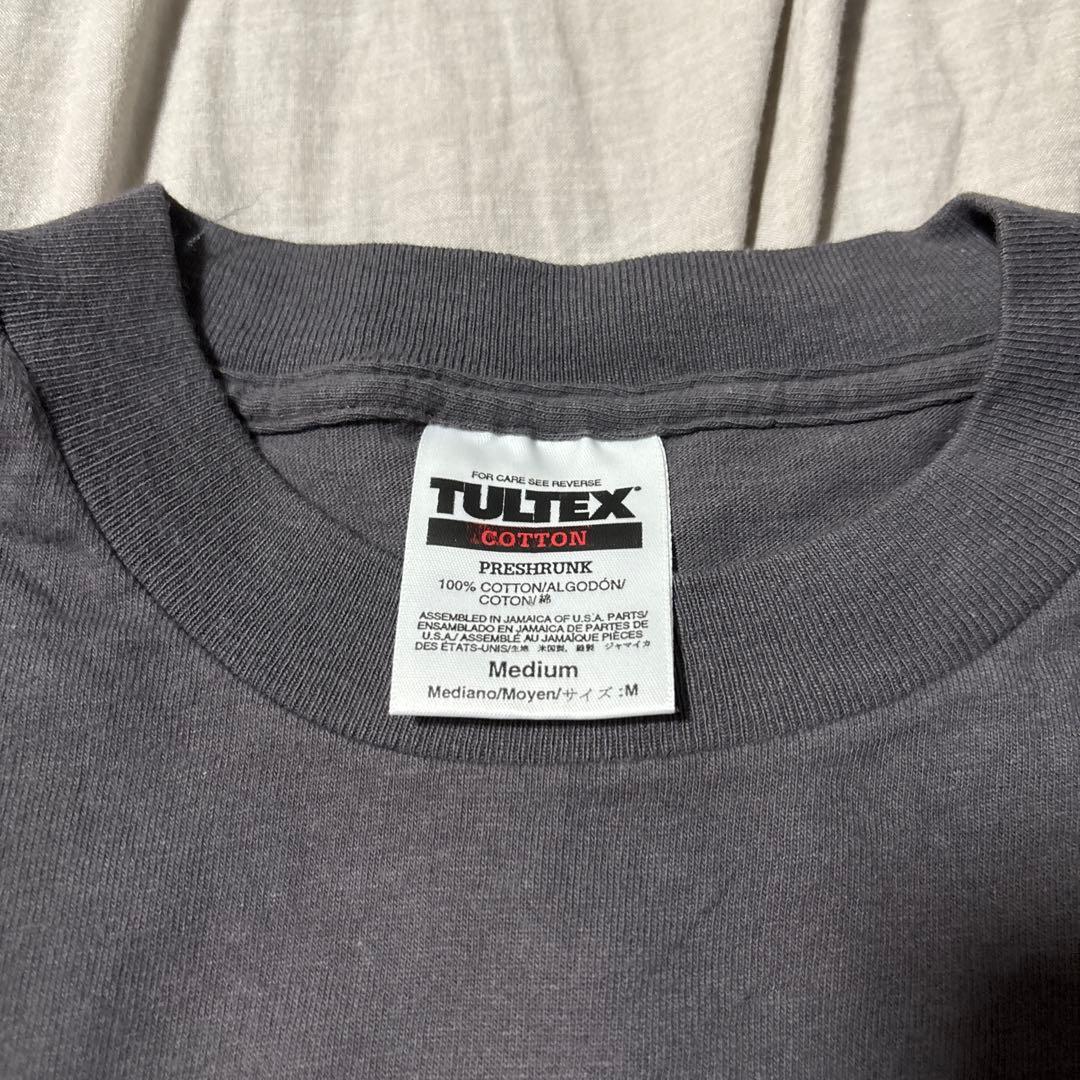 FOR CARE SEE REVERSE
TULTEX®
COTTON
PRESHRUNK
100% COTTON/ALGODÓN/
COTON/綿
ASSEMBLED IN JAMAICA OF U.S.A. PARTS/
ENSAMBLADO EN JAMAICA DE PARTES DE
U.S.A./ ASSEMBLÉ AU JAMAÏQUE PIÈCES
DES ÉTATS-UNIS/生地 米国製, 縫製 ジャマイカ
Medium
Mediano/Moyen/サイズ:M